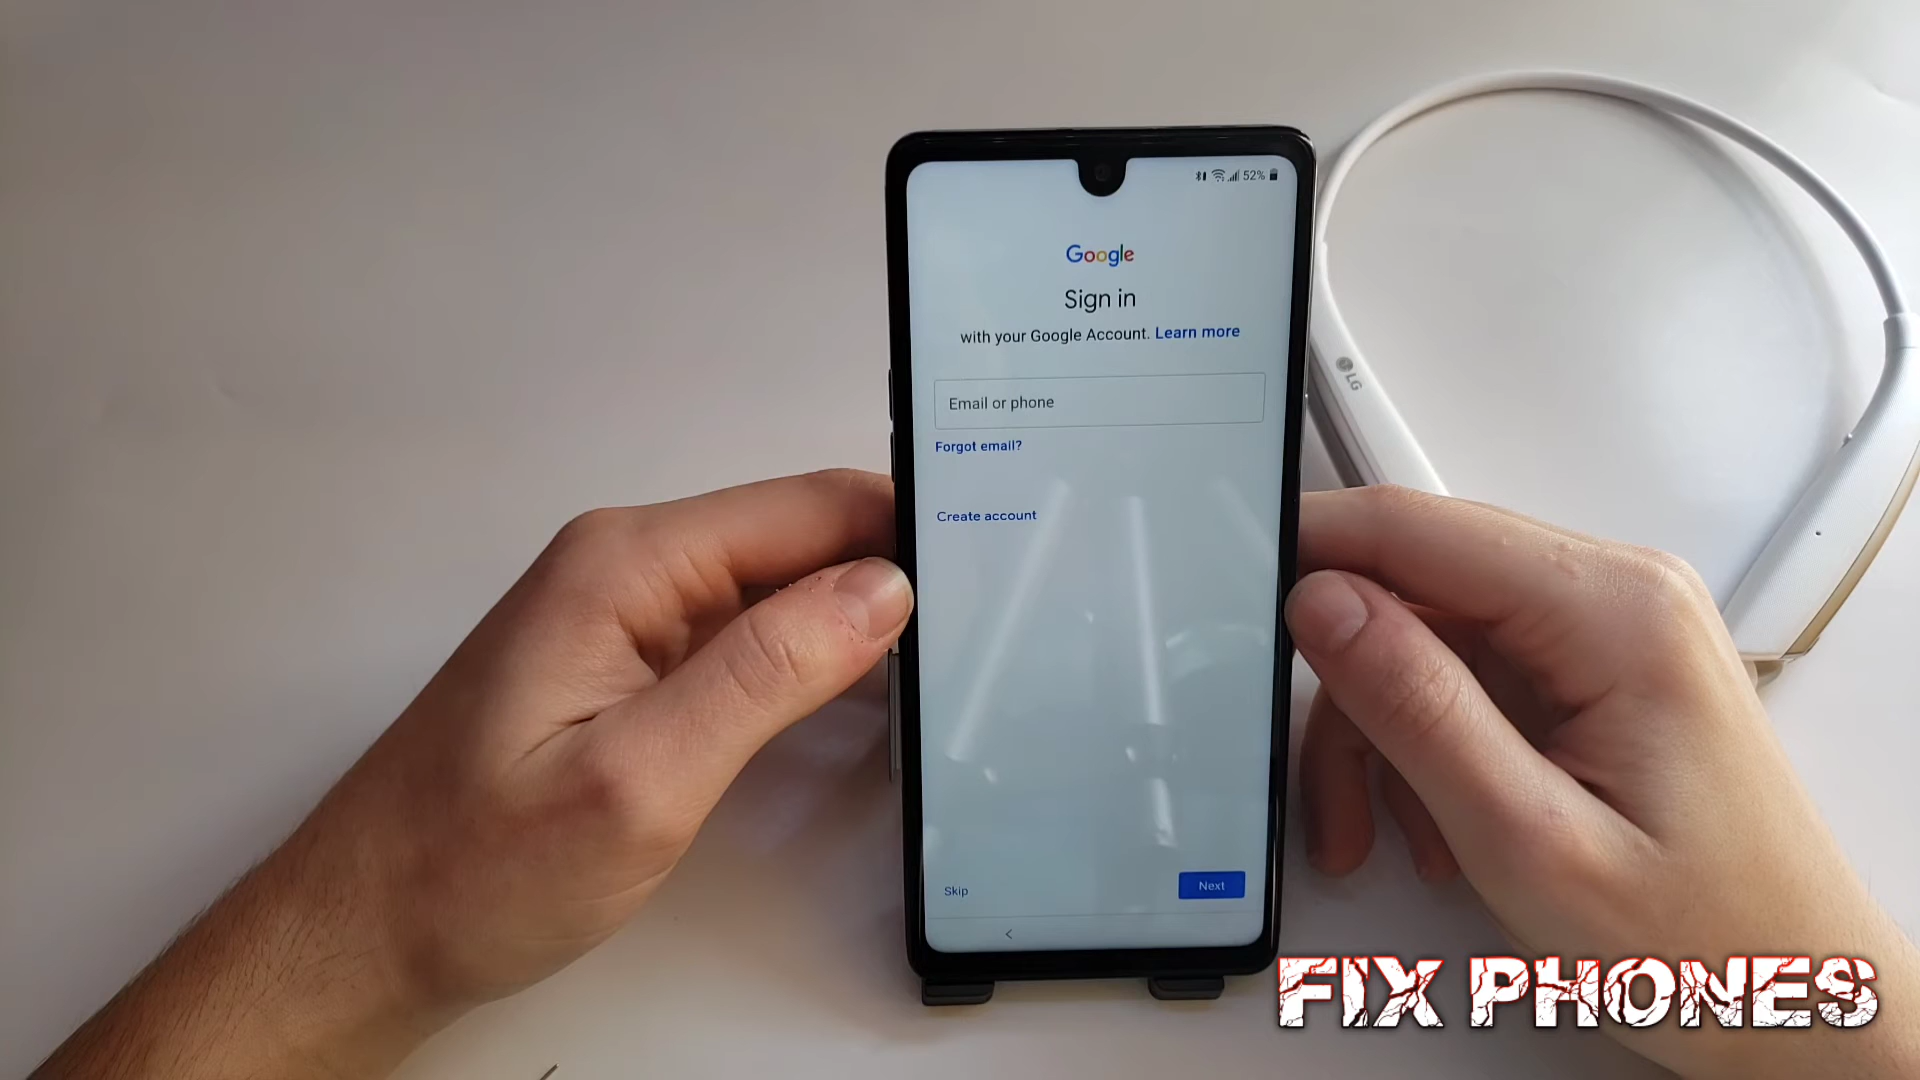 52%
Google
Sign in
with your Google Account. Learn more
Email or phone
Forgot email?
Create account
Skip
Next
LG
FIX PHONES